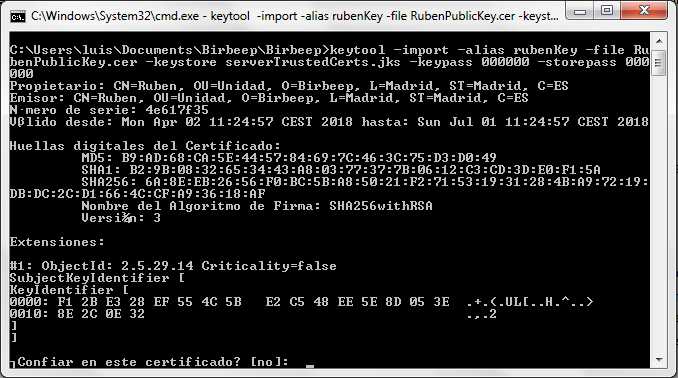 C:\Windows\System32\cmd.exe - keytool -import -alias rubenKey -file RubenPublicKey.cer -keyst...
C:\Users\luis\Documents\Birbeep\Birbeep>keytool -import -alias rubenKey -file Ru
benPublicKey.cer -keystore serverTrustedCerts.jks -keypass 000000 -storepass 000
000
Propietario: CN=Ruben, OU=Unidad, O=Birbeep, L=Madrid, ST=Madrid, C=ES
Emisor: CN=Ruben, OU=Unidad, O=Birbeep, L=Madrid, ST=Madrid, C=ES
N·mero de serie: 4e617f35
Vßlido desde: Mon Apr 02 11:24:57 CEST 2018 hasta: Sun Jul 01 11:24:57 CEST 2018
Huellas digitales del Certificado:
MD5: B9:AD:68:CA:5E:44:57:84:69:7C:46:3C:75:D3:D0:49
SHA1: B2:9B:08:32:65:34:43:A8:03:77:37:7B:06:12:C3:CD:3D:E0:F1:5A
SHA256: 6A:8E:EB:26:56:F0:BC:5B:A8:50:21:F2:71:53:19:31:28:4B:A9:72:19:
DB:DC:2C:D1:66:4C:CF:A9:36:18:AF
Nombre del Algoritmo de Firma: SHA256withRSA
Versi¾n: 3
Extensiones:
#1: ObjectId: 2.5.29.14 Criticality=false
SubjectKeyIdentifier [
KeyIdentifier [
0000: F1 2B E3 28 EF 55 4C 5B E2 C5 48 EE 5E 8D 05 3E .+.(.UL[..H.^..>
0010: 8E 2C 0E 32 .,.2
]
]
┐Confiar en este certificado? [no]: